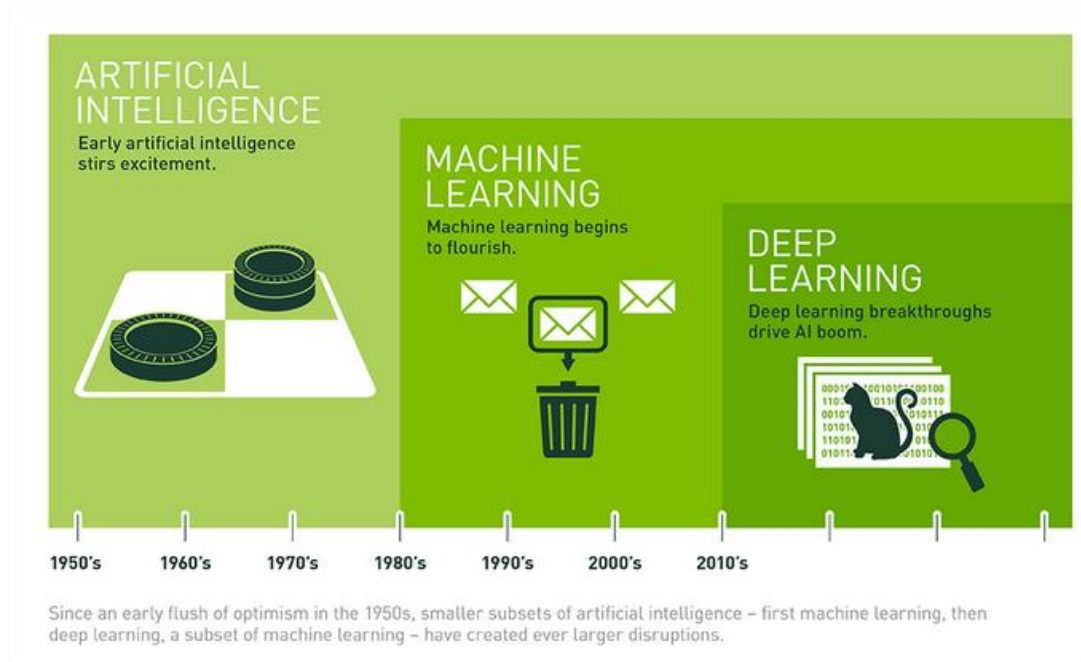 ARTIFICIAL
INTELLIGENCE
Early artificial intelligence
stirs excitement.
MACHINE
LEARNING
Machine learning begins
to flourish.
DEEP
LEARNING
Deep learning breakthroughs
drive AI boom.
1950's 1960's 1970's 1980's 1990's 2000's 2010's
Since an early flush of optimism in the 1950s, smaller subsets of artificial intelligence – first machine learning, then
deep learning, a subset of machine learning – have created ever larger disruptions.